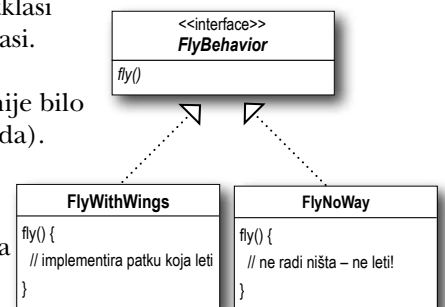 klasi
asi.
nije bilo
da).
a
<<interface>>
FlyBehavior
fly()
FlyWithWings
fly() {
// implementira patku koja leti
}
FlyNoWay
fly() {
// ne radi ništa – ne leti!
}